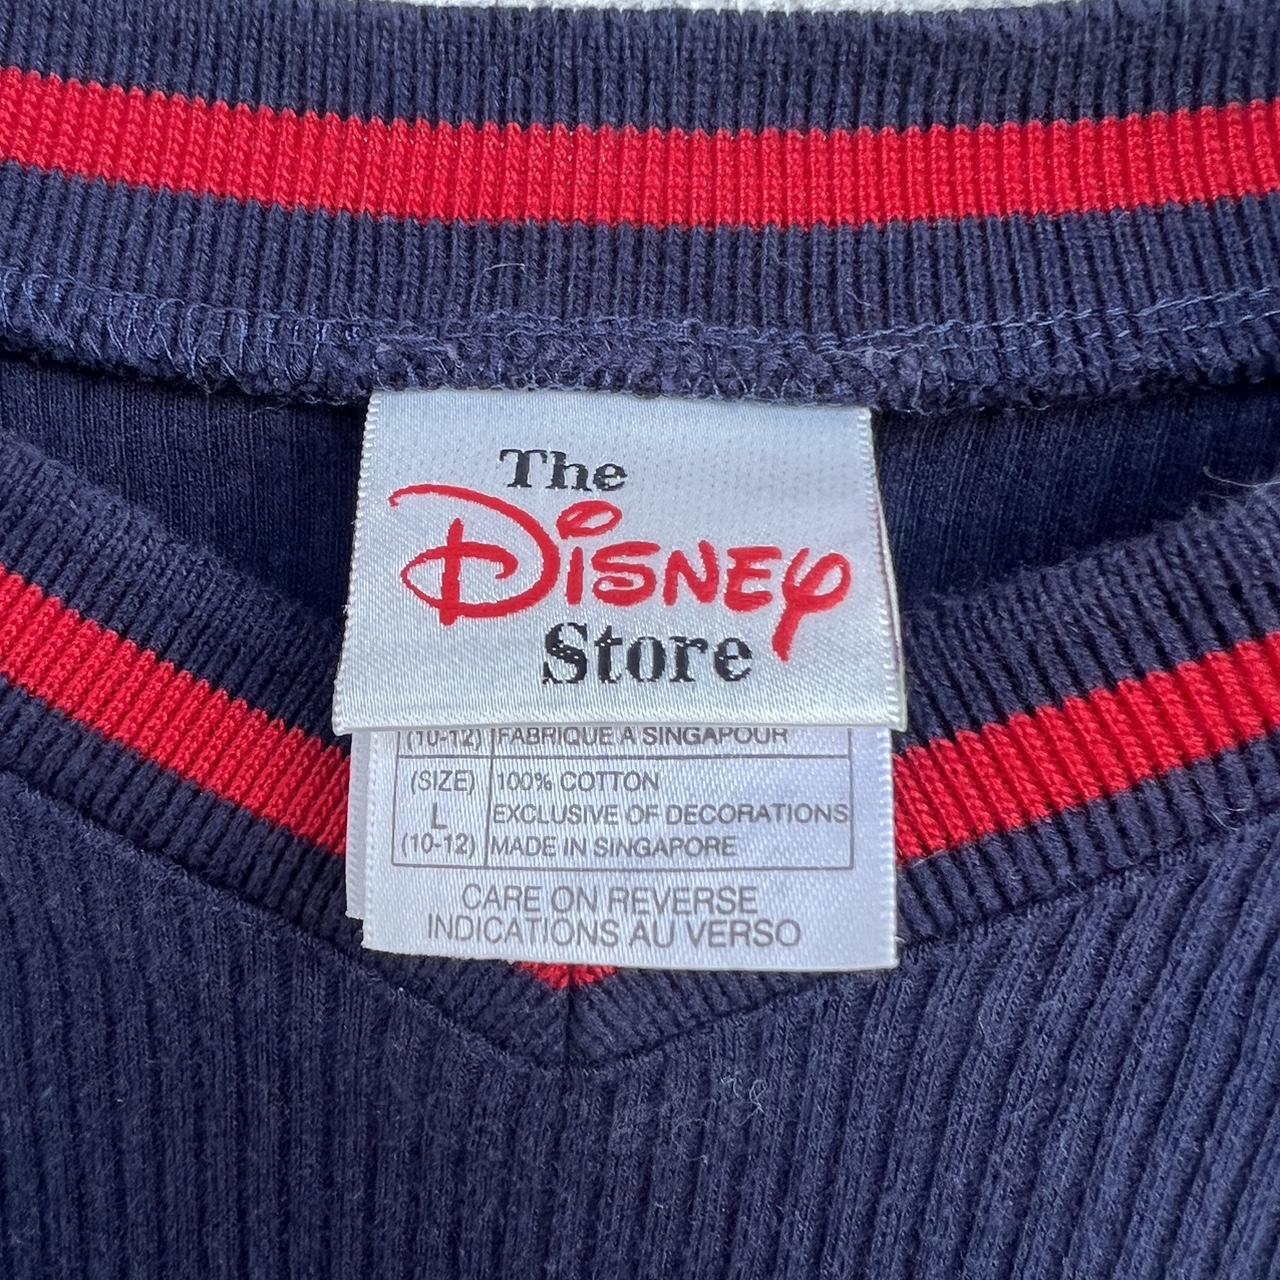 The
Disney
Store
(10-12) FABRIQUÉ À SINGAPOUR
(SIZE) 100% COTTON
L EXCLUSIVE OF DECORATIONS
(10-12) MADE IN SINGAPORE
CARE ON REVERSE
INDICATIONS AU VERSO